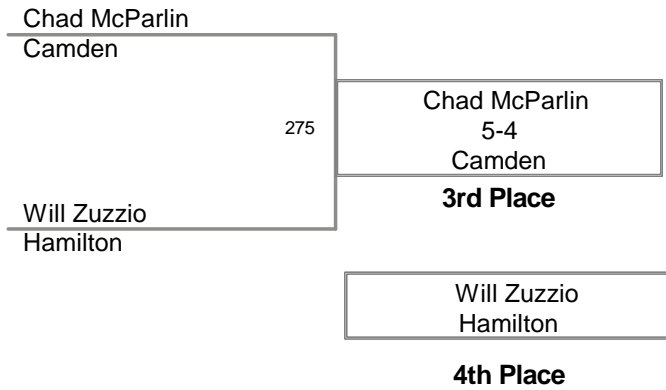 Chad McParlin
Camden
275
Chad McParlin
5-4
Camden
3rd Place
Will Zuzzio
Hamilton
Will Zuzzio
Hamilton
4th Place